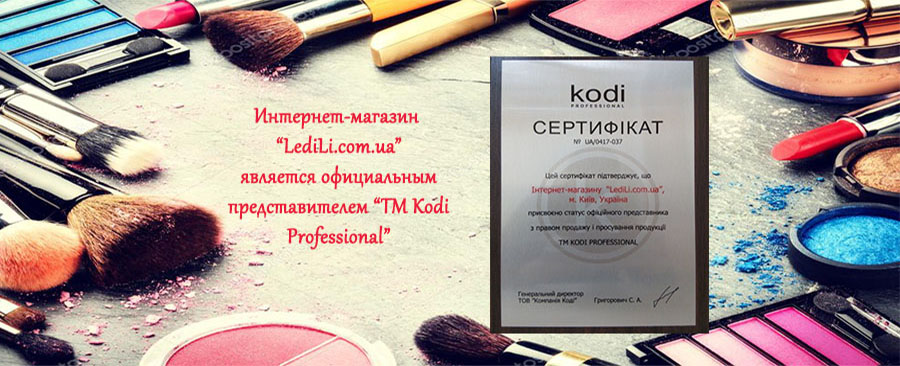 Интернет-магазин
“LediLi.com.ua”
является официальным
представителем “ТМ Kodi
Professional”
kodi
PROFESSIONAL
СЕРТИФІКАТ
№ UA/0417-037
Цей сертифікат підтверджує, що
Інтернет-магазину "LediLi.com.ua",
м. Київ, Україна
присвоєно статус офіційного представника
з правом продажу і просування продукції
ТМ KODI PROFESSIONAL
Генеральний директор
ТОВ "Компанія Коді"
Григорович С. А.